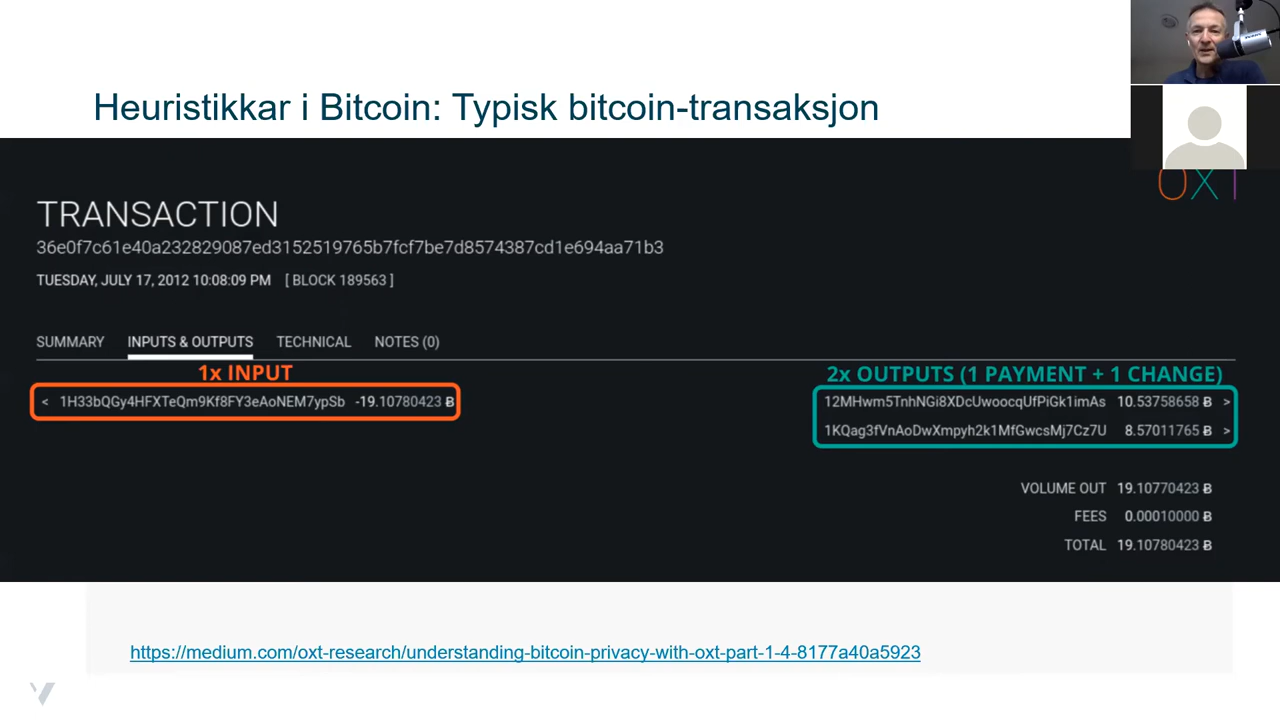 Heuristikkar i Bitcoin: Typisk bitcoin-transaksjon
OXT
TRANSACTION
36e0f7c61e40a232829087ed3152519765b7fcf7be7d8574387cd1e694aa71b3
TUESDAY, JULY 17, 2012 10:08:09 PM [ BLOCK 189563 ]
SUMMARY INPUTS & OUTPUTS TECHNICAL NOTES (0)
1x INPUT
< 1H33bQGy4HFXTeQm9Kf8FY3eAoNEM7ypSb -19.10780423 Ƀ
2x OUTPUTS (1 PAYMENT + 1 CHANGE)
12MHwm5TnhNGi8XDcUwoocqUfPiGk1imAs 10.53758658 Ƀ >
1KQag3fVnAoDwXmpyh2k1MfGwcsMj7Cz7U 8.57011765 Ƀ >
VOLUME OUT 19.10770423 Ƀ
FEES 0.00010000 Ƀ
TOTAL 19.10780423 Ƀ
https://medium.com/oxt-research/understanding-bitcoin-privacy-with-oxt-part-1-4-8177a40a5923